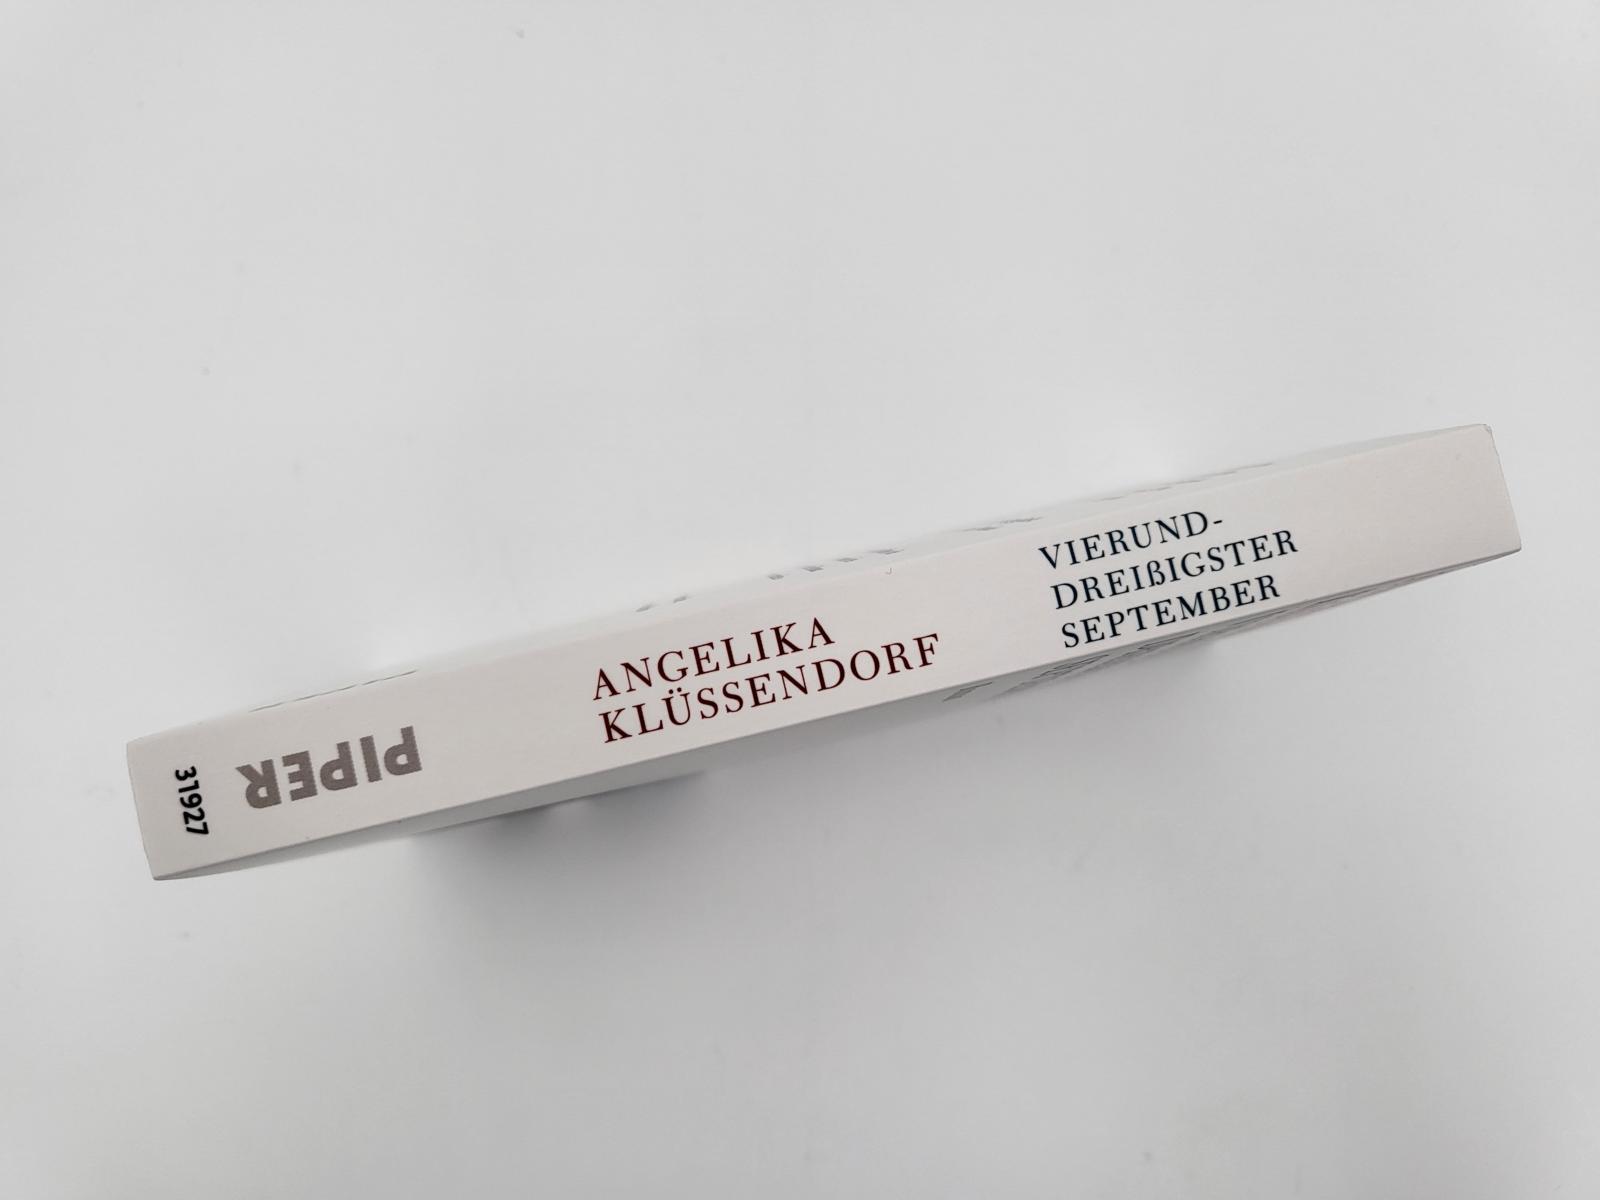 ANGELIKA
KLÜSSENDORF
VIERUND-
DREIßIGSTER
SEPTEMBER
PIPER
31927